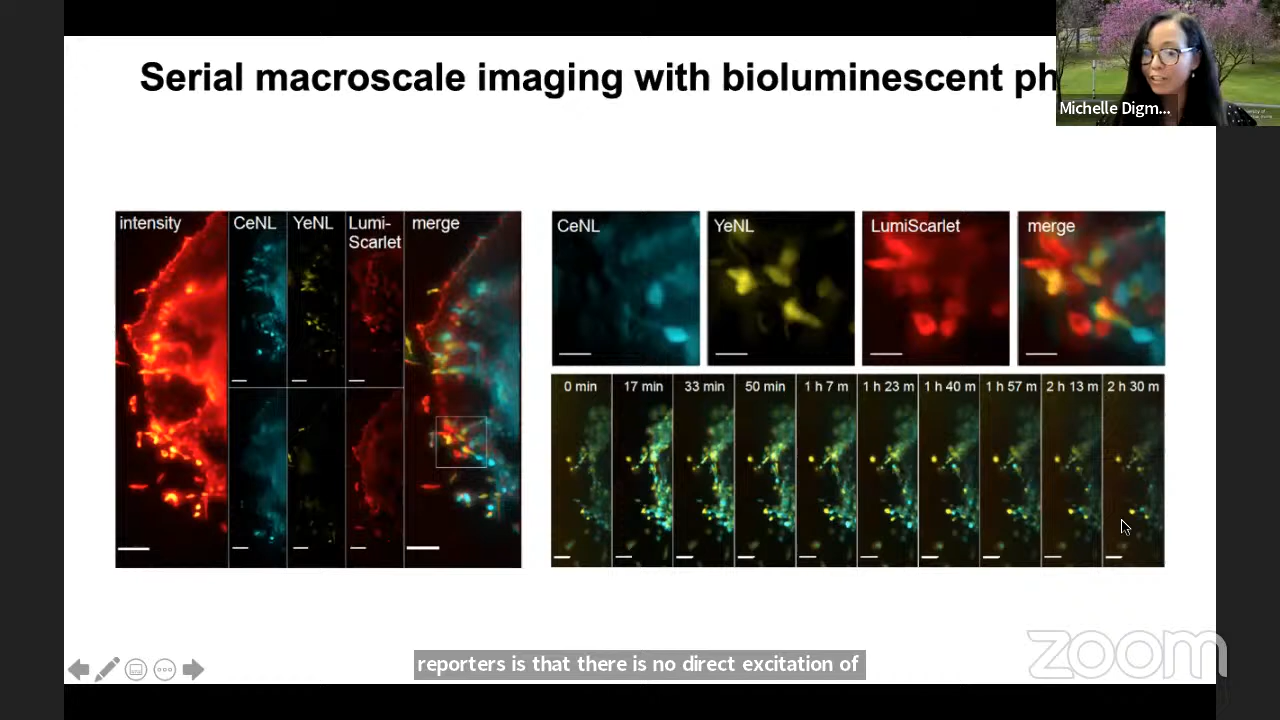 Serial macroscale imaging with bioluminescent ph
Michelle Digm...
intensity
CeNL
YeNL
Lumi-
Scarlet
merge
CeNL
YeNL
LumiScarlet
merge
0 min
17 min
33 min
50 min
1 h 7 m
1 h 23 m
1 h 40 m
1 h 57 m
2 h 13 m
2 h 30 m
reporters is that there is no direct excitation of
zoom